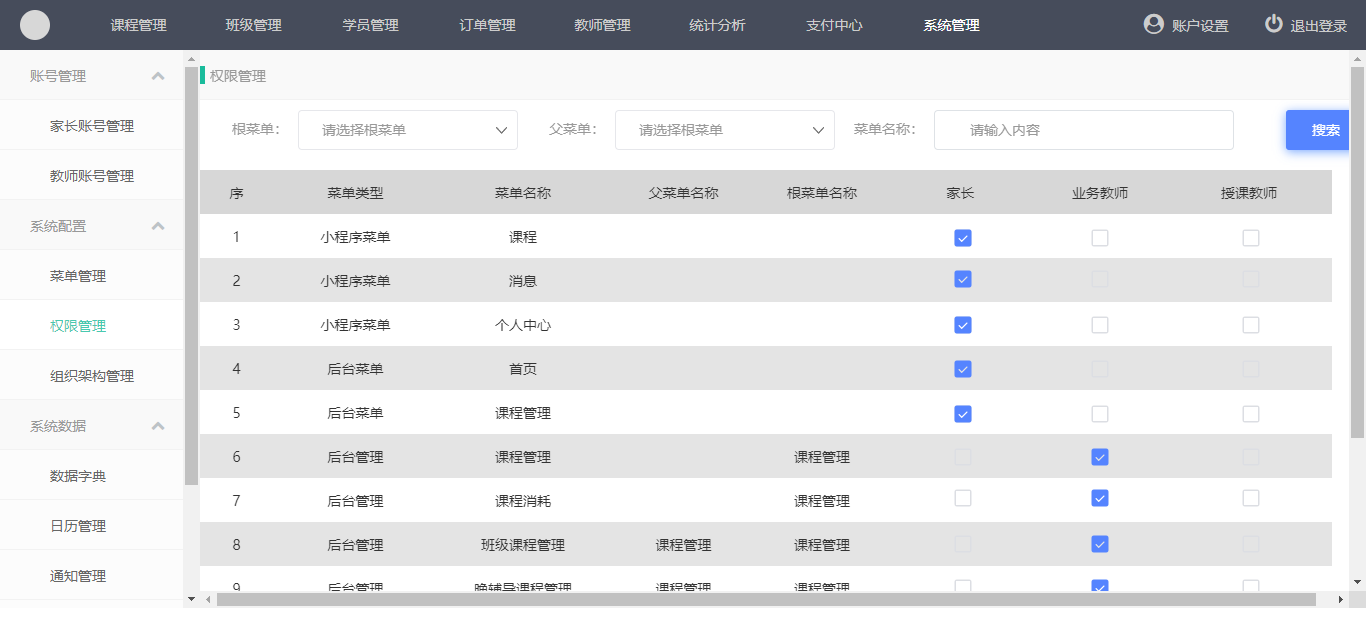 课程管理 班级管理 学员管理 订单管理 教师管理 统计分析 支付中心 系统管理 账户设置 退出登录
账号管理
家长账号管理
教师账号管理
系统配置
菜单管理
权限管理
组织架构管理
系统数据
数据字典
日历管理
通知管理
权限管理
根菜单： 请选择根菜单 父菜单： 请选择根菜单 菜单名称： 请输入内容 搜索
序 菜单类型 菜单名称 父菜单名称 根菜单名称 家长 业务教师 授课教师
1 小程序菜单 课程
2 小程序菜单 消息
3 小程序菜单 个人中心
4 后台菜单 首页
5 后台菜单 课程管理
6 后台管理 课程管理 课程管理
7 后台管理 课程消耗 课程管理
8 后台管理 班级课程管理 课程管理 课程管理
9 后台管理 晚辅导课程管理 课程管理 课程管理